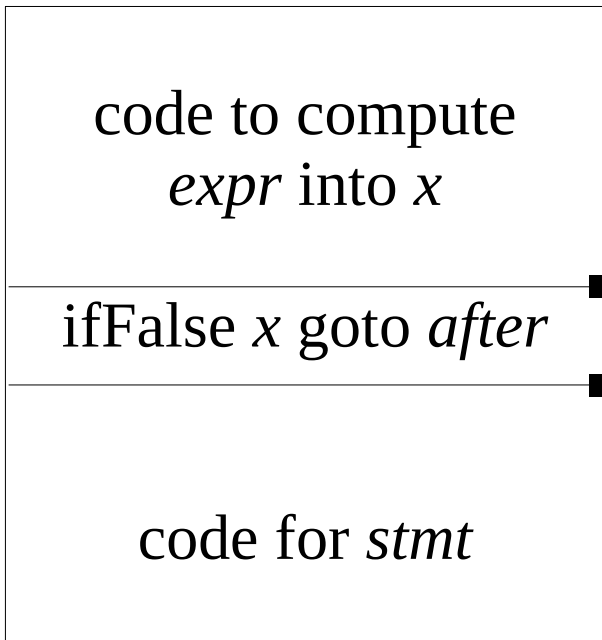 code to compute
expr into x
ifFalse x goto after
code for stmt